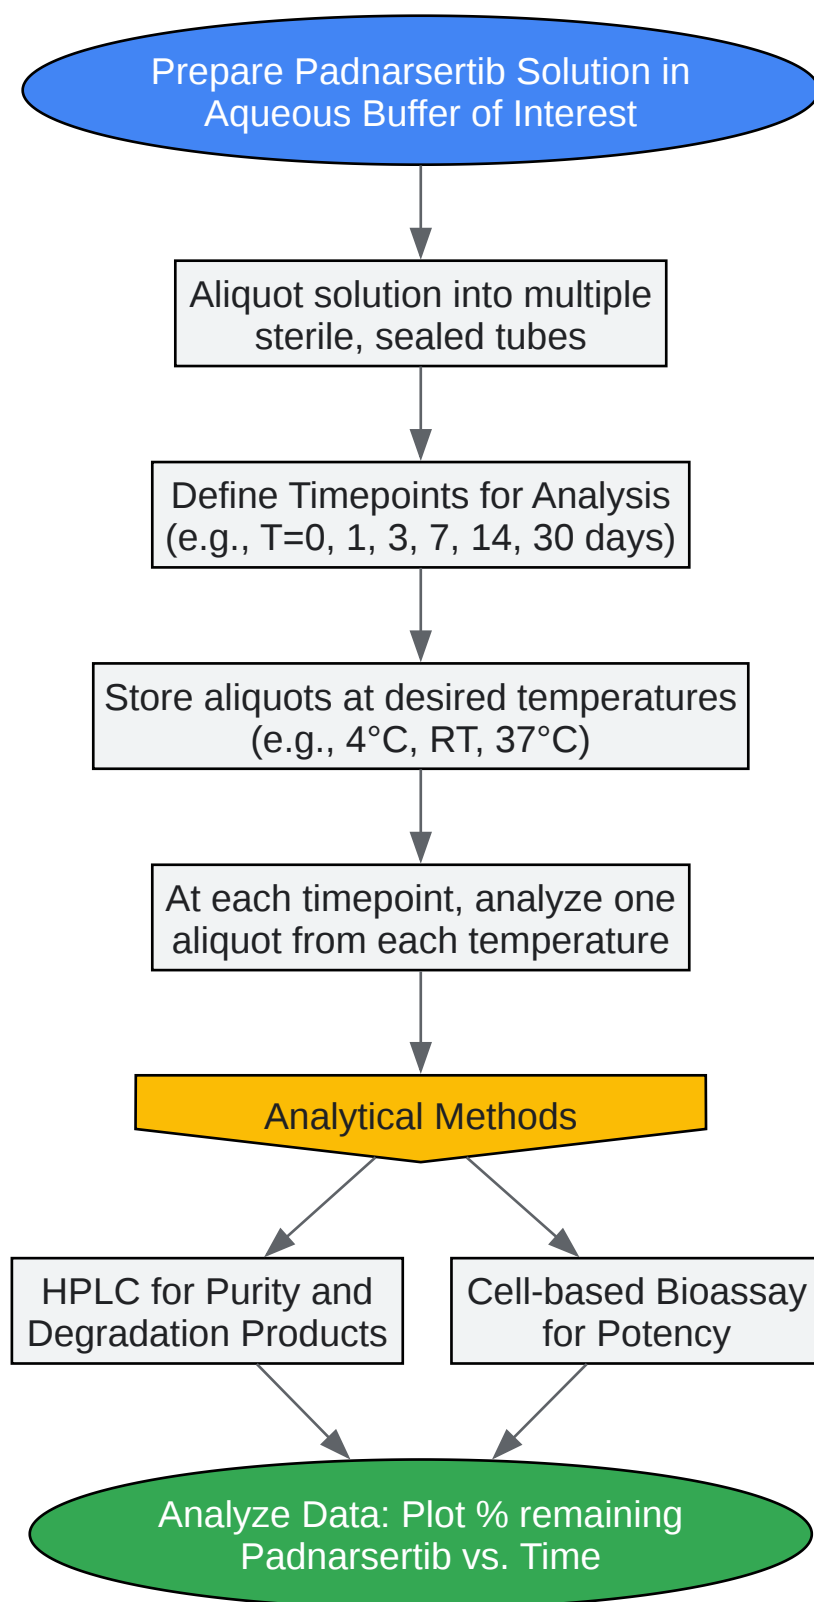 Prepare Padnarsertib Solution in
Aqueous Buffer of Interest
Aliquot solution into multiple
sterile, sealed tubes
Define Timepoints for Analysis
(e.g., T=0, 1, 3, 7, 14, 30 days)
Store aliquots at desired temperatures
(e.g., 4°C, RT, 37°C)
At each timepoint, analyze one
aliquot from each temperature
Analytical Methods
HPLC for Purity and
Degradation Products
Cell-based Bioassay
for Potency
Analyze Data: Plot % remaining
Padnarsertib vs. Time